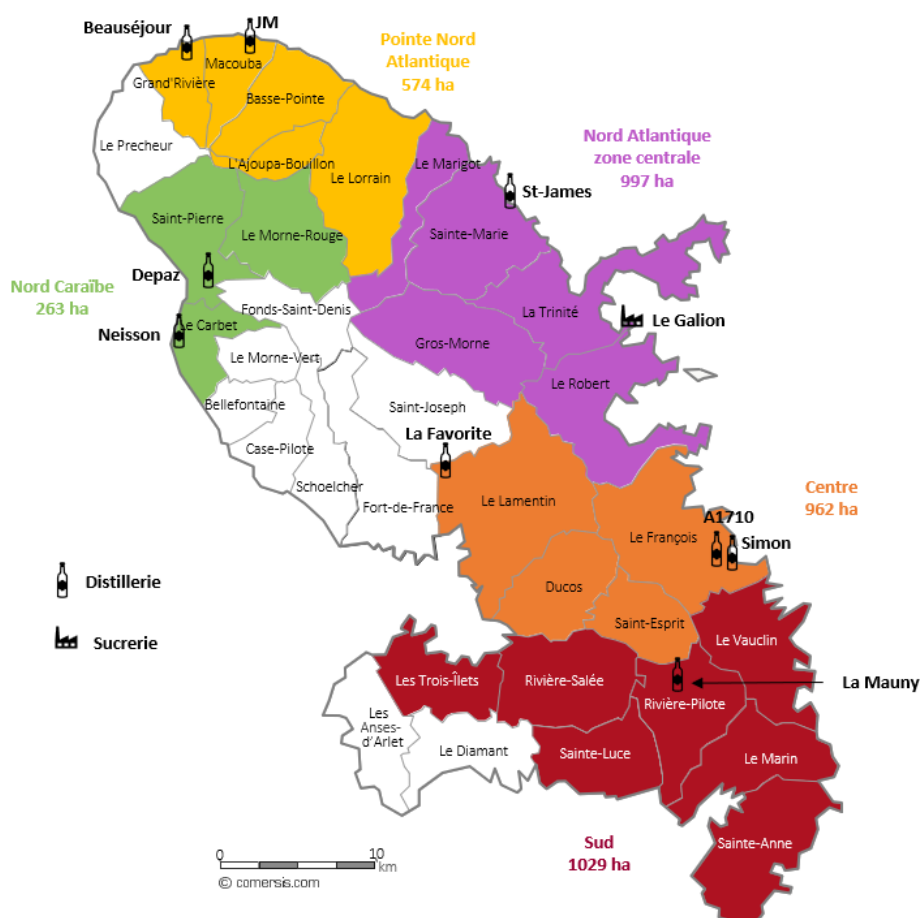 Beauséjour
JM
Pointe Nord
Atlantique
574 ha
Macouba
Grand'Rivière
Basse-Pointe
Le Precheur
L'Ajoupa-Bouillon
Le Lorrain
Nord Atlantique
zone centrale
997 ha
Le Marigot
St-James
Saint-Pierre
Le Morne-Rouge
Sainte-Marie
Depaz
Nord Caraïbe
263 ha
Fonds-Saint-Denis
La Trinité
Le Galion
Neisson
Le Carbet
Le Morne-Vert
Gros-Morne
Le Robert
Bellefontaine
Saint-Joseph
La Favorite
Case-Pilote
Schoelcher
Fort-de-France
Le Lamentin
Centre
962 ha
A1710
Le François
Simon
Distillerie
Ducos
Saint-Esprit
Sucrerie
Le Vauclin
Les Trois-Îlets
Rivière-Salée
La Mauny
Rivière-Pilote
Les
Anses-
d'Arlet
Le Diamant
Sainte-Luce
Le Marin
Sainte-Anne
Sud
1029 ha
0
10
km
© comersis.com